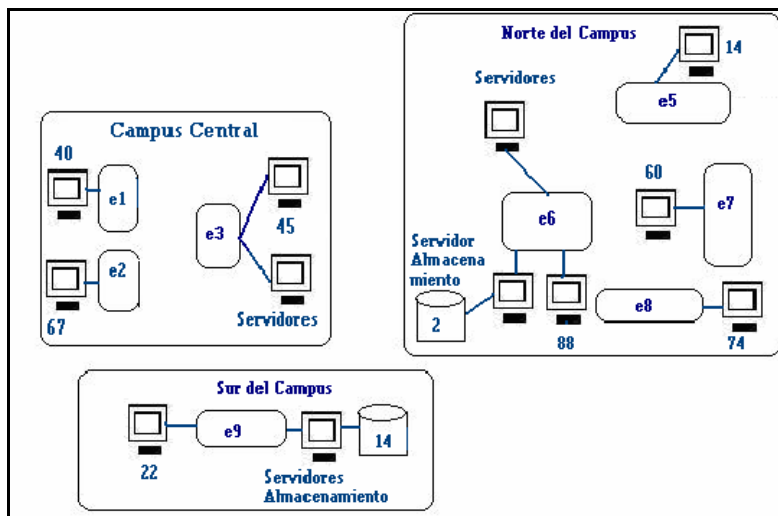 Campus Central
40
e1
e2
67
e3
45
Servidores
Norte del Campus
14
e5
Servidores
60
e7
e6
Servidor
Almacena
miento
2
88
e8
74
Sur del Campus
22
e9
14
Servidores
Almacenamiento